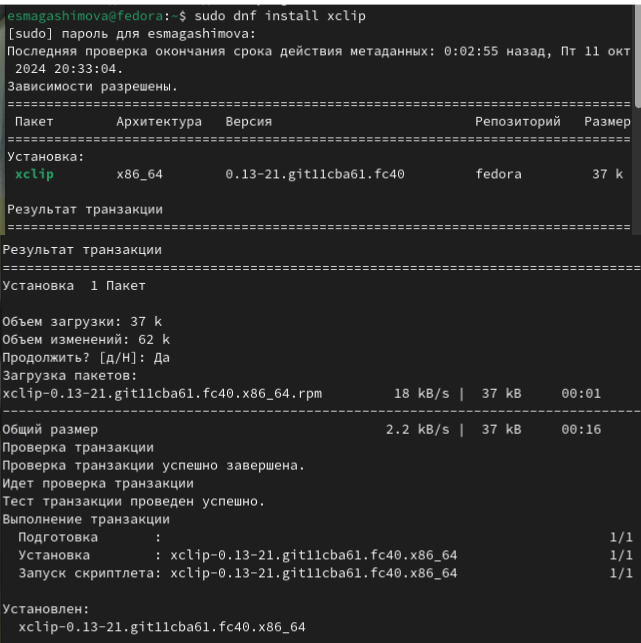 esmagashimova@fedora:~$ sudo dnf install xclip
[sudo] пароль для esmagashimova:
Последняя проверка окончания срока действия метаданных: 0:02:55 назад, Пт 11 окт
 2024 20:33:04.
Зависимости разрешены.
================================================================================
 Пакет Архитектура Версия Репозиторий Размер
================================================================================
Установка:
 xclip x86_64 0.13-21.git11cba61.fc40 fedora 37 k
Результат транзакции
================================================================================
Результат транзакции
================================================================================
Установка 1 Пакет
Объем загрузки: 37 k
Объем изменений: 62 k
Продолжить? [д/Н]: Да
Загрузка пакетов:
xclip-0.13-21.git11cba61.fc40.x86_64.rpm 18 kB/s | 37 kB 00:01
--------------------------------------------------------------------------------
Общий размер 2.2 kB/s | 37 kB 00:16
Проверка транзакции
Проверка транзакции успешно завершена.
Идет проверка транзакции
Тест транзакции проведен успешно.
Выполнение транзакции
  Подготовка : 1/1
  Установка : xclip-0.13-21.git11cba61.fc40.x86_64 1/1
  Запуск скриптлета: xclip-0.13-21.git11cba61.fc40.x86_64 1/1
Установлен:
  xclip-0.13-21.git11cba61.fc40.x86_64